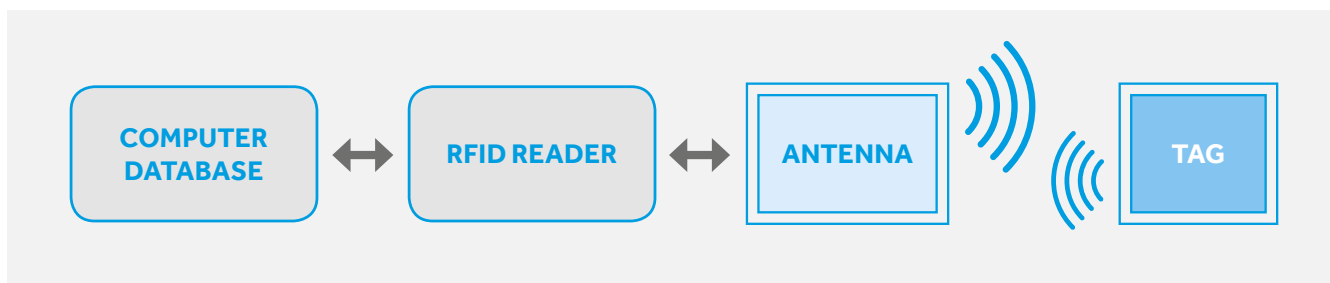 COMPUTER
DATABASE
RFID READER
ANTENNA
TAG